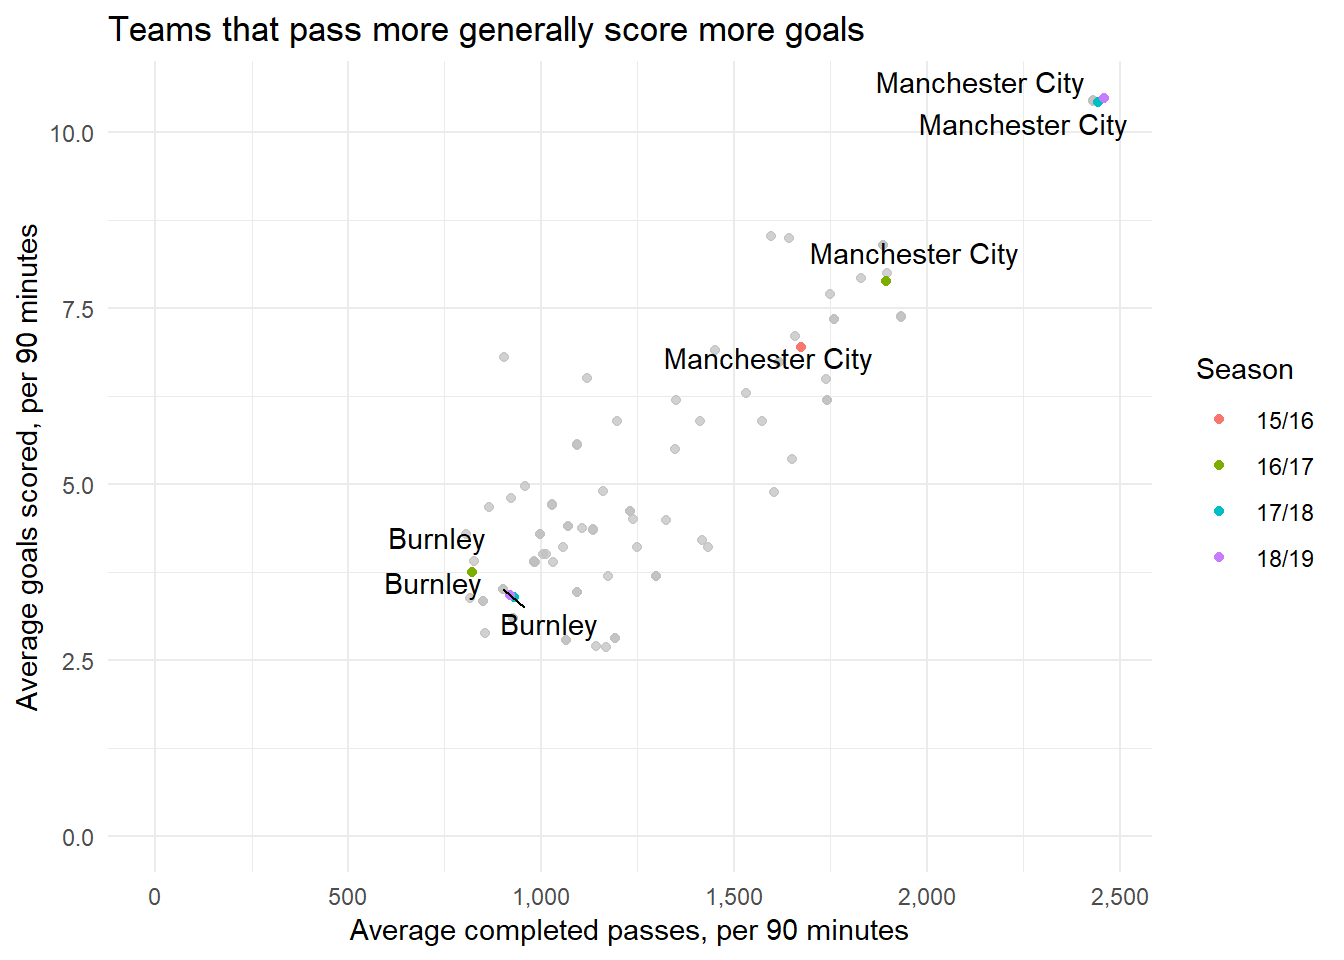 Teams that pass more generally score more goals
Manchester City
Manchester City
Manchester City
Manchester City
Burnley
Burnley
Burnley
10.0
7.5
5.0
2.5
0.0
Average goals scored, per 90 minutes
0
500
1,000
1,500
2,000
2,500
Average completed passes, per 90 minutes
Season
15/16
16/17
17/18
18/19